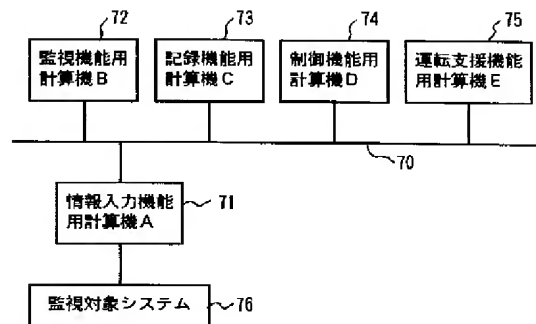 72
73
74
75
監視機能用
計算機B
記録機能用
計算機C
制御機能用
計算機D
運転支援機能
用計算機E
70
情報入力機能
用計算機A
71
監視対象システム
76